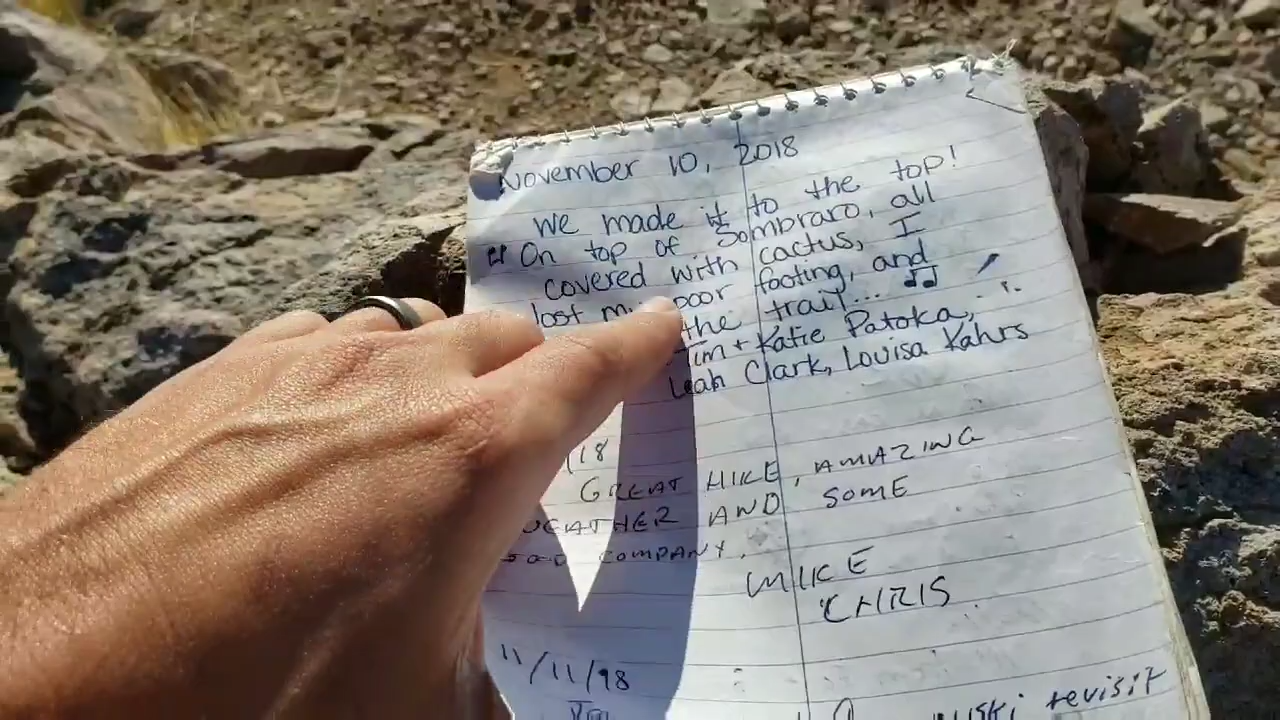 November 10, 2018
We made it to the top!
"On top of Sombraro, all
covered with cactus, I
lost my poor footing, and
the trail...
Tim + Katie Patoka,
Leah Clark, Louisa Kahrs
/18
GREAT HIKE, AMAZING
WEATHER AND SOME
GOOD COMPANY.
MIKE
CHRIS
11/11/98
revisit